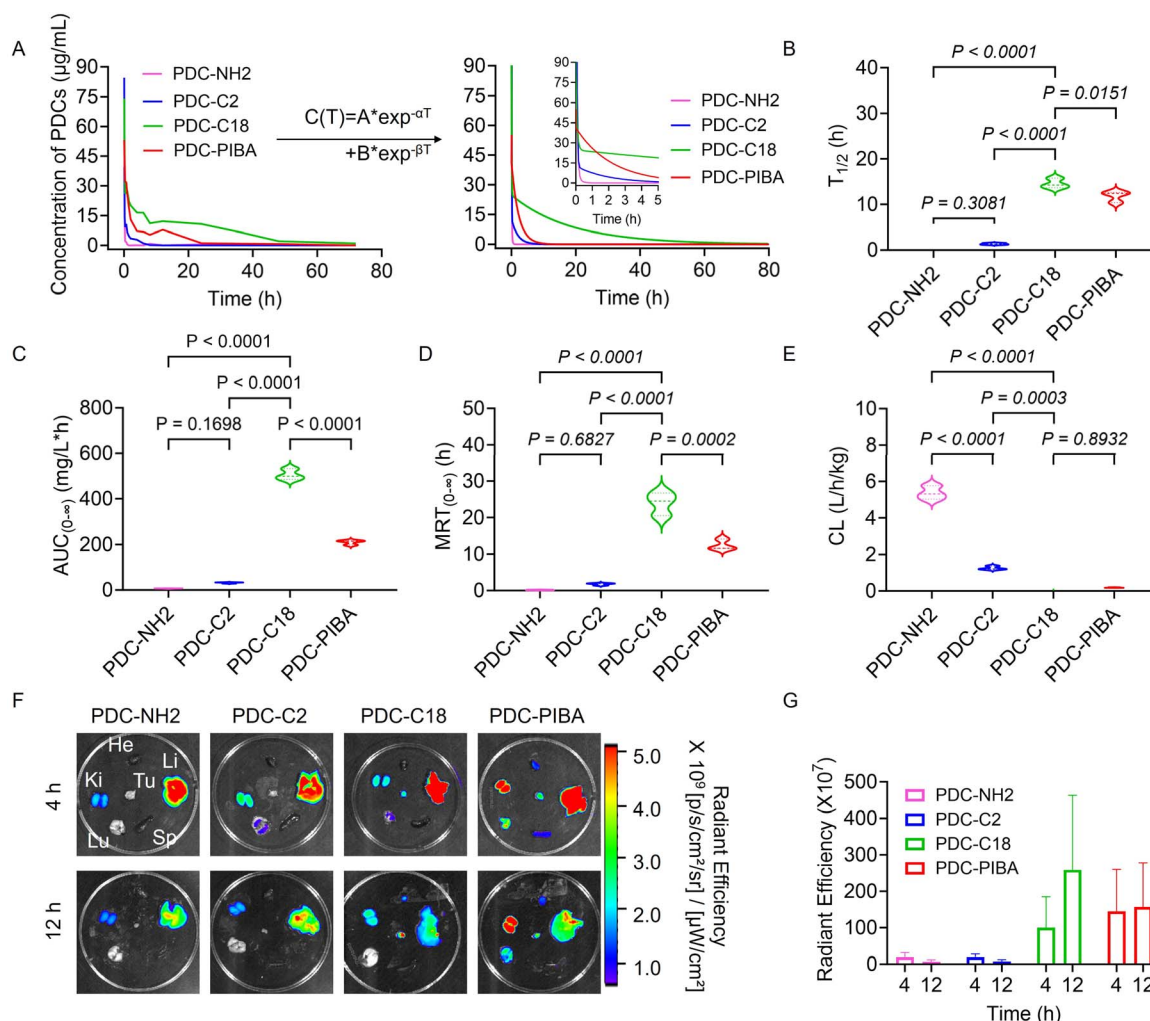 A
Concentration of PDCs (µg/mL)
90
75
60
45
30
15
0
PDC-NH2
PDC-C2
PDC-C18
PDC-PIBA
0 20 40 60 80
Time (h)
C(T)=A*exp-αT
+B*exp-βT
90
75
60
45
30
15
0
90
75
60
45
30
15
0
0 1 2 3 4 5
Time (h)
PDC-NH2
PDC-C2
PDC-C18
PDC-PIBA
0 20 40 60 80
Time (h)
B
P < 0.0001
P = 0.0151
P < 0.0001
P = 0.3081
T1/2 (h)
40
30
20
10
0
PDC-NH2
PDC-C2
PDC-C18
PDC-PIBA
C
P < 0.0001
P < 0.0001
P = 0.1698
P < 0.0001
AUC(0-∞) (mg/L*h)
800
600
400
200
0
PDC-NH2
PDC-C2
PDC-C18
PDC-PIBA
D
P < 0.0001
P < 0.0001
P = 0.6827
P = 0.0002
MRT(0-∞) (h)
50
40
30
20
10
0
PDC-NH2
PDC-C2
PDC-C18
PDC-PIBA
E
P < 0.0001
P = 0.0003
P < 0.0001
P = 0.8932
CL (L/h/kg)
10
8
6
4
2
0
PDC-NH2
PDC-C2
PDC-C18
PDC-PIBA
F
PDC-NH2 PDC-C2 PDC-C18 PDC-PIBA
4 h
He
Li
Ki
Tu
Lu
Sp
12 h
5.0
4.0
3.0
2.0
1.0
Radiant Efficiency
X 10⁹ [p/s/cm²/sr] / [µW/cm²]
G
Radiant Efficiency (X10⁷)
500
400
300
200
100
0
PDC-NH2
PDC-C2
PDC-C18
PDC-PIBA
4 12 4 12 4 12 4 12
Time (h)